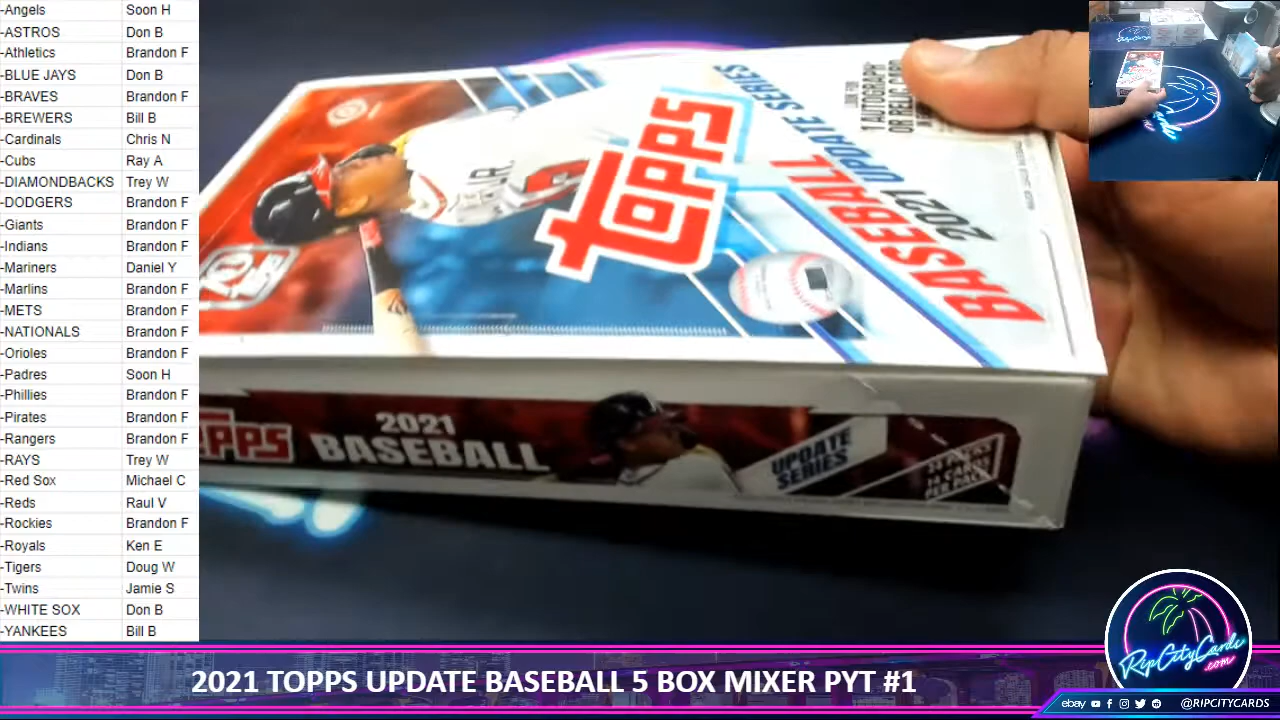 -Angels Soon H
-ASTROS Don B
-Athletics Brandon F
-BLUE JAYS Don B
-BRAVES Brandon F
-BREWERS Bill B
-Cardinals Chris N
-Cubs Ray A
-DIAMONDBACKS Trey W
-DODGERS Brandon F
-Giants Brandon F
-Indians Brandon F
-Mariners Daniel Y
-Marlins Brandon F
-METS Brandon F
-NATIONALS Brandon F
-Orioles Brandon F
-Padres Soon H
-Phillies Brandon F
-Pirates Brandon F
-Rangers Brandon F
-RAYS Trey W
-Red Sox Michael C
-Reds Raul V
-Rockies Brandon F
-Royals Ken E
-Tigers Doug W
-Twins Jamie S
-WHITE SOX Don B
-YANKEES Bill B
TOPPS
BASEBALL
2021 UPDATE SERIES
1 AUTOGRAPH
OR RELIC CARD
TOPPS
2021
BASEBALL
UPDATE
SERIES
RipCityCards
.com
2021 TOPPS UPDATE BASEBALL 5 BOX MIXER PYT #1
ebay @RIPCITYCARDS